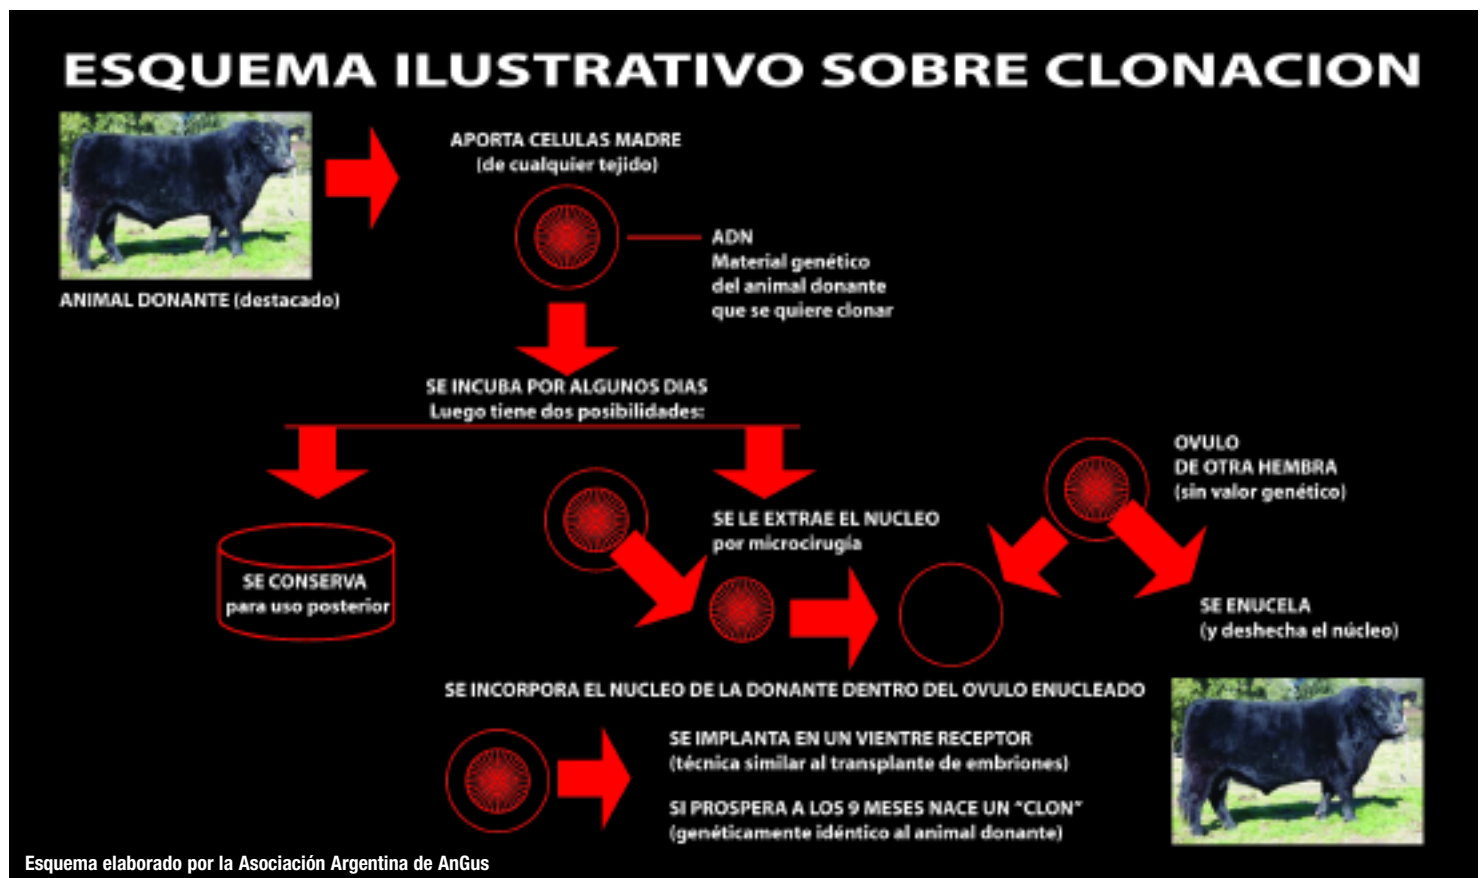 ESQUEMA ILUSTRATIVO SOBRE CLONACION
APORTA CELULAS MADRE
(de cualquier tejido)
ADN
Material genético
del animal donante
que se quiere clonar
ANIMAL DONANTE (destacado)
SE INCUBA POR ALGUNOS DIAS
Luego tiene dos posibilidades:
OVULO
DE OTRA HEMBRA
(sin valor genético)
SE LE EXTRAE EL NUCLEO
por microcirugía
SE CONSERVA
para uso posterior
SE ENUCELA
(y deshecha el núcleo)
SE INCORPORA EL NUCLEO DE LA DONANTE DENTRO DEL OVULO ENUCLEADO
SE IMPLANTA EN UN VIENTRE RECEPTOR
(técnica similar al transplante de embriones)
SI PROSPERA A LOS 9 MESES NACE UN “CLON”
(genéticamente idéntico al animal donante)
Esquema elaborado por la Asociación Argentina de AnGus